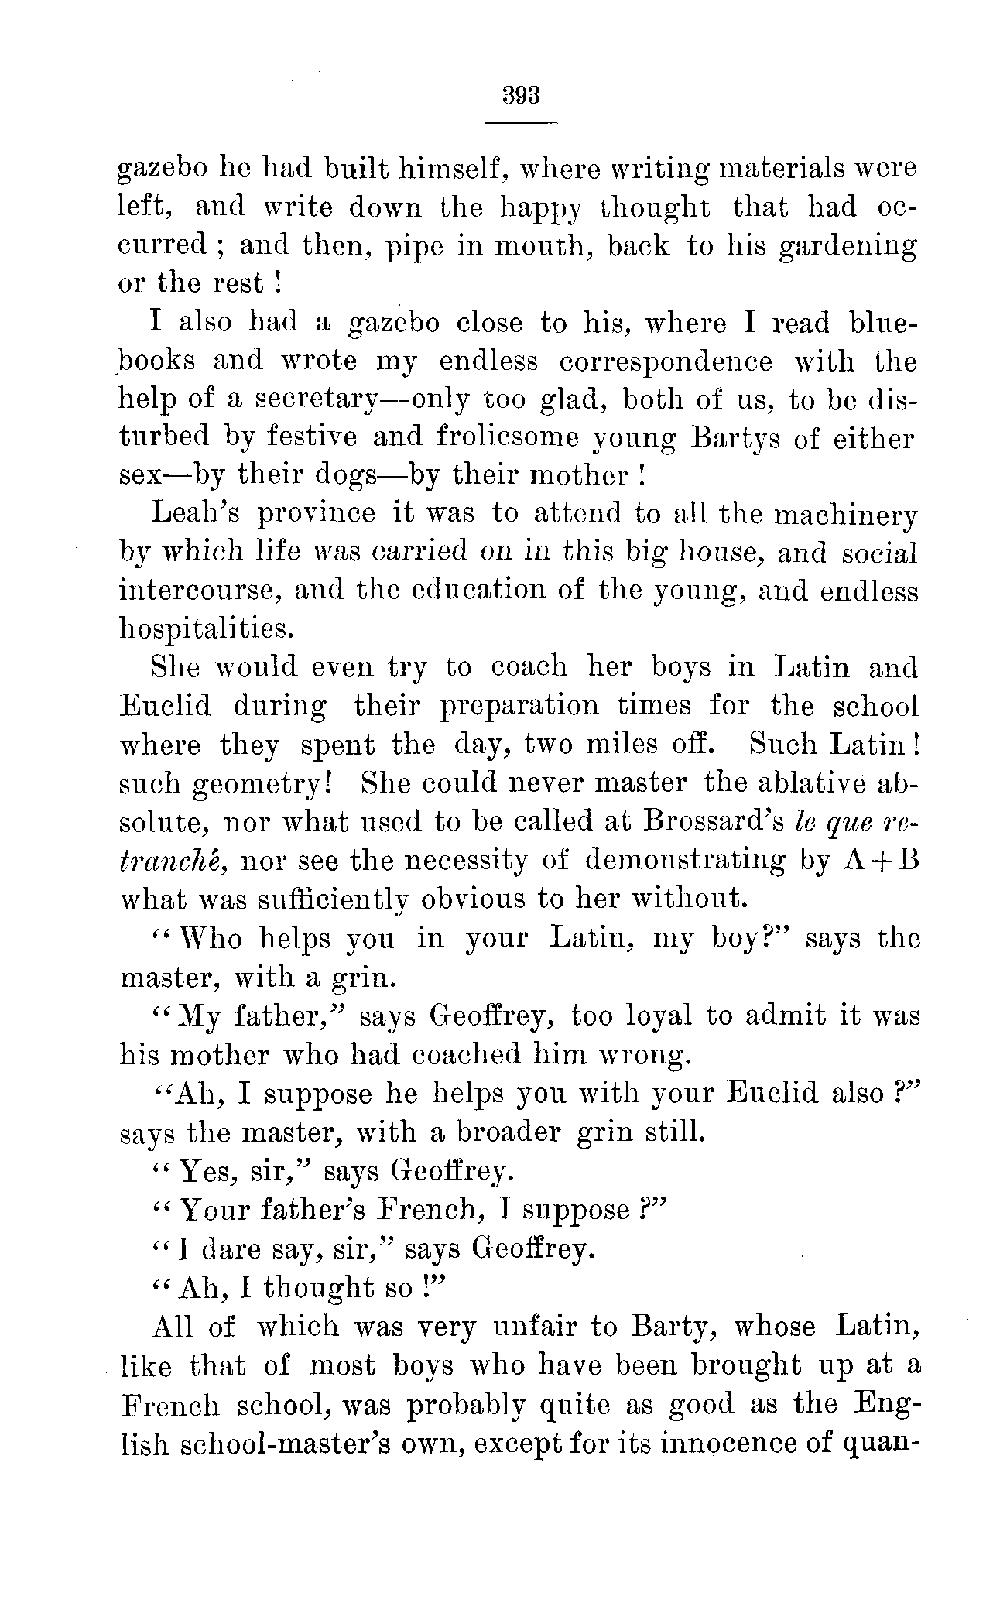 393
gazebo he had built himself, where writing materials were
left, and write down the happy thought that had oc-
curred ; and then, pipe in mouth, back to his gardening
or the rest !
I also had a gazebo close to his, where I read blue-
books and wrote my endless correspondence with the
help of a secretary—only too glad, both of us, to be dis-
turbed by festive and frolicsome young Bartys of either
sex—by their dogs—by their mother !
Leah's province it was to attend to all the machinery
by which life was carried on in this big house, and social
intercourse, and the education of the young, and endless
hospitalities.
She would even try to coach her boys in Latin and
Euclid during their preparation times for the school
where they spent the day, two miles off. Such Latin !
such geometry! She could never master the ablative ab-
solute, nor what used to be called at Brossard's le que re-
tranché, nor see the necessity of demonstrating by A+B
what was sufficiently obvious to her without.
“ Who helps you in your Latin, my boy?” says the
master, with a grin.
“ My father,” says Geoffrey, too loyal to admit it was
his mother who had coached him wrong.
“Ah, I suppose he helps you with your Euclid also ?”
says the master, with a broader grin still.
“ Yes, sir,” says Geoffrey.
“ Your father's French, I suppose ?”
“ I dare say, sir,” says Geoffrey.
“ Ah, I thought so !”
All of which was very unfair to Barty, whose Latin,
like that of most boys who have been brought up at a
French school, was probably quite as good as the Eng-
lish school-master's own, except for its innocence of quan-